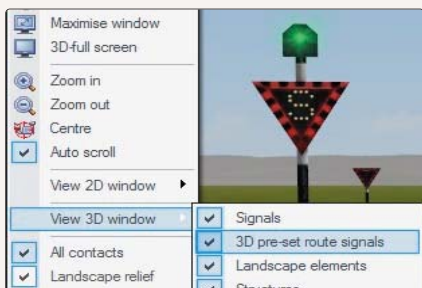 Maximise window
3D-full screen
Zoom in
Zoom out
Centre
Auto scroll
View 2D window
View 3D window
All contacts
Landscape relief
S
Signals
3D pre-set route signals
Landscape elements
Structures